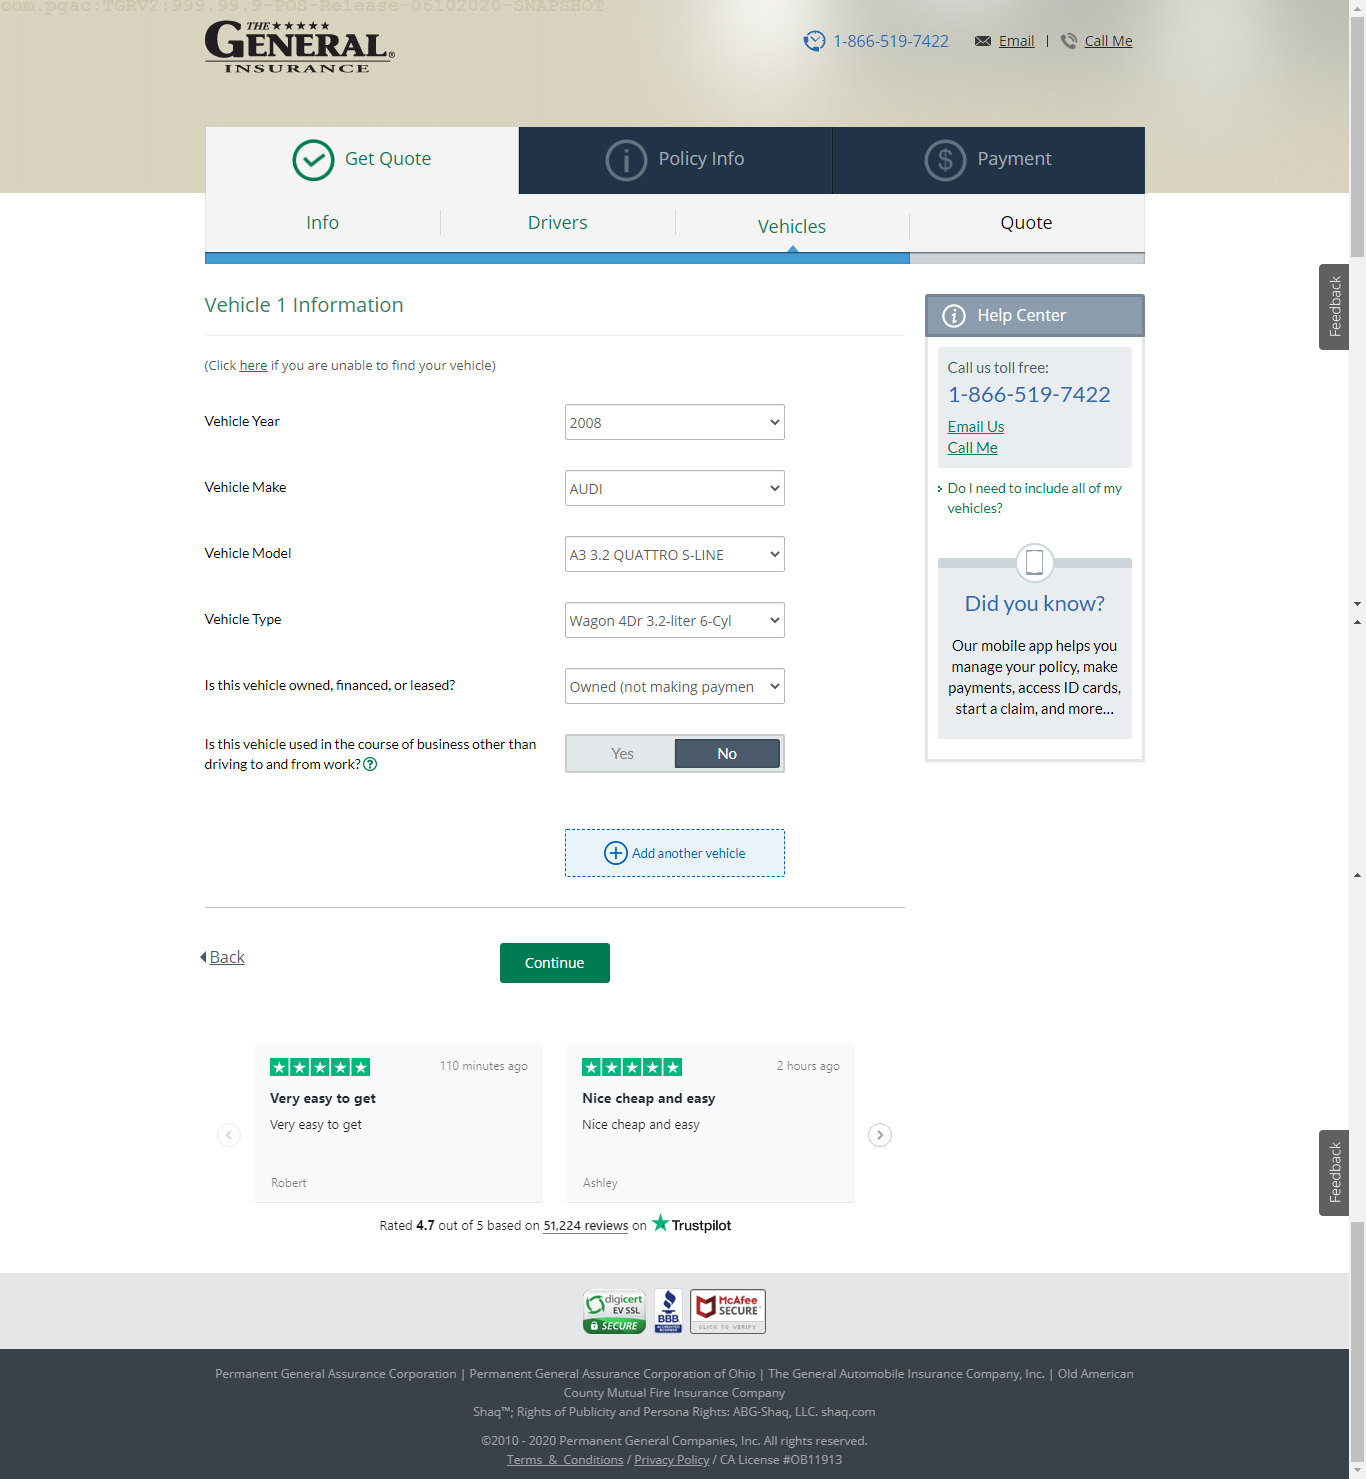 com.pgac:TGRV2:999.99.9-POS-Release-06102020-SNAPSHOT
THE
GENERAL®
INSURANCE
1-866-519-7422
Email | Call Me
Get Quote
Policy Info
Payment
Info
Drivers
Vehicles
Quote
Vehicle 1 Information
(Click here if you are unable to find your vehicle)
Vehicle Year
2008
Vehicle Make
AUDI
Vehicle Model
A3 3.2 QUATTRO S-LINE
Vehicle Type
Wagon 4Dr 3.2-liter 6-Cyl
Is this vehicle owned, financed, or leased?
Owned (not making paymen
Is this vehicle used in the course of business other than
driving to and from work?
Yes
No
Add another vehicle
Back
Continue
Help Center
Call us toll free:
1-866-519-7422
Email Us
Call Me
Do I need to include all of my
vehicles?
Did you know?
Our mobile app helps you
manage your policy, make
payments, access ID cards,
start a claim, and more...
Feedback
110 minutes ago
Very easy to get
Very easy to get
Robert
2 hours ago
Nice cheap and easy
Nice cheap and easy
Ashley
Rated 4.7 out of 5 based on 51,224 reviews on Trustpilot
Feedback
digicert
EV SSL
SECURE
BBB
ACCREDITED
BUSINESS
McAfee
SECURE
CLICK TO VERIFY
Permanent General Assurance Corporation | Permanent General Assurance Corporation of Ohio | The General Automobile Insurance Company, Inc. | Old American
County Mutual Fire Insurance Company
Shaq™; Rights of Publicity and Persona Rights: ABG-Shaq, LLC. shaq.com
©2010 - 2020 Permanent General Companies, Inc. All rights reserved.
Terms & Conditions / Privacy Policy / CA License #OB11913